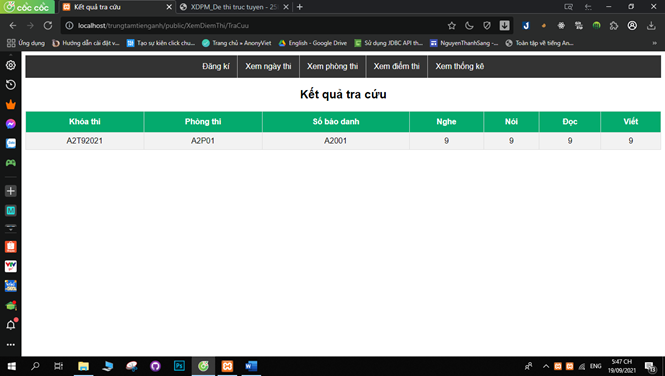 cốc cốc
Kết quả tra cứu
XDPM_De thi truc tuyen - 25
localhost/trungtamtienganh/public/XemDiemThi/TraCuu
Ứng dụng
Hướng dẫn cài đặt v...
Tạo sự kiện click chu...
Trang chủ • AnonyViet
English - Google Drive
Sử dụng JDBC API th...
NguyenThanhSang -...
Toán tập về tiếng An...
Đăng kí
Xem ngày thi
Xem phòng thi
Xem điểm thi
Xem thống kê
Kết quả tra cứu
Khóa thi Phòng thi Số báo danh Nghe Nói Đọc Viết
A2T92021 A2P01 A2001 9 9 9 9
ENG
5:47 CH
19/09/2021